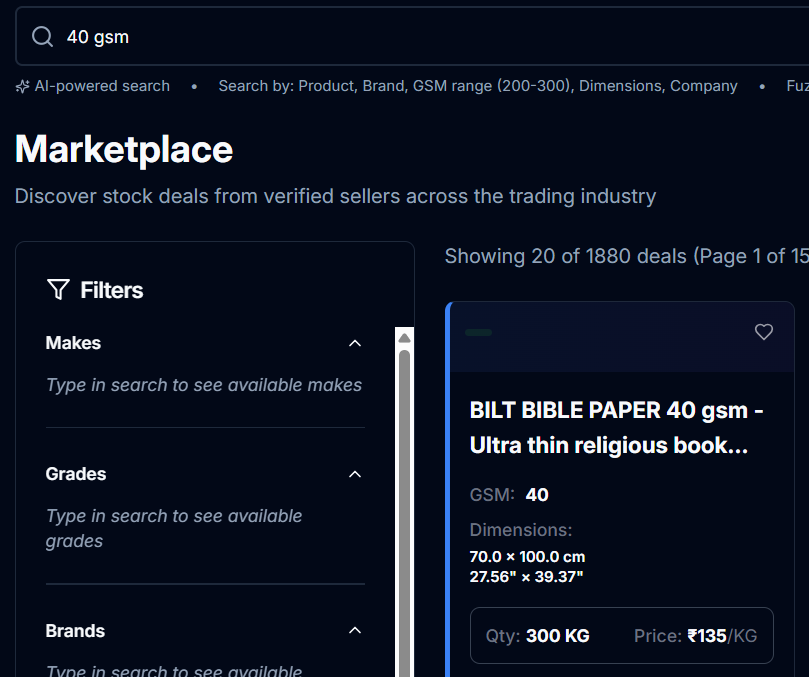 40 gsm
AI-powered search • Search by: Product, Brand, GSM range (200-300), Dimensions, Company •
Marketplace
Discover stock deals from verified sellers across the trading industry
Filters
Makes
Type in search to see available makes
Grades
Type in search to see available
grades
Brands
Type in search to see available
Showing 20 of 1880 deals (Page 1 of 15
BILT BIBLE PAPER 40 gsm -
Ultra thin religious book...
GSM: 40
Dimensions:
70.0 × 100.0 cm
27.56" × 39.37"
Qty: 300 KG Price: ₹135/KG